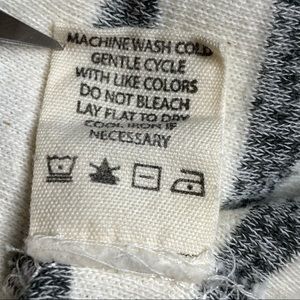 MACHINE WASH COLD
GENTLE CYCLE
WITH LIKE COLORS
DO NOT BLEACH
LAY FLAT TO DRY
COOL IRON IF
NECESSARY